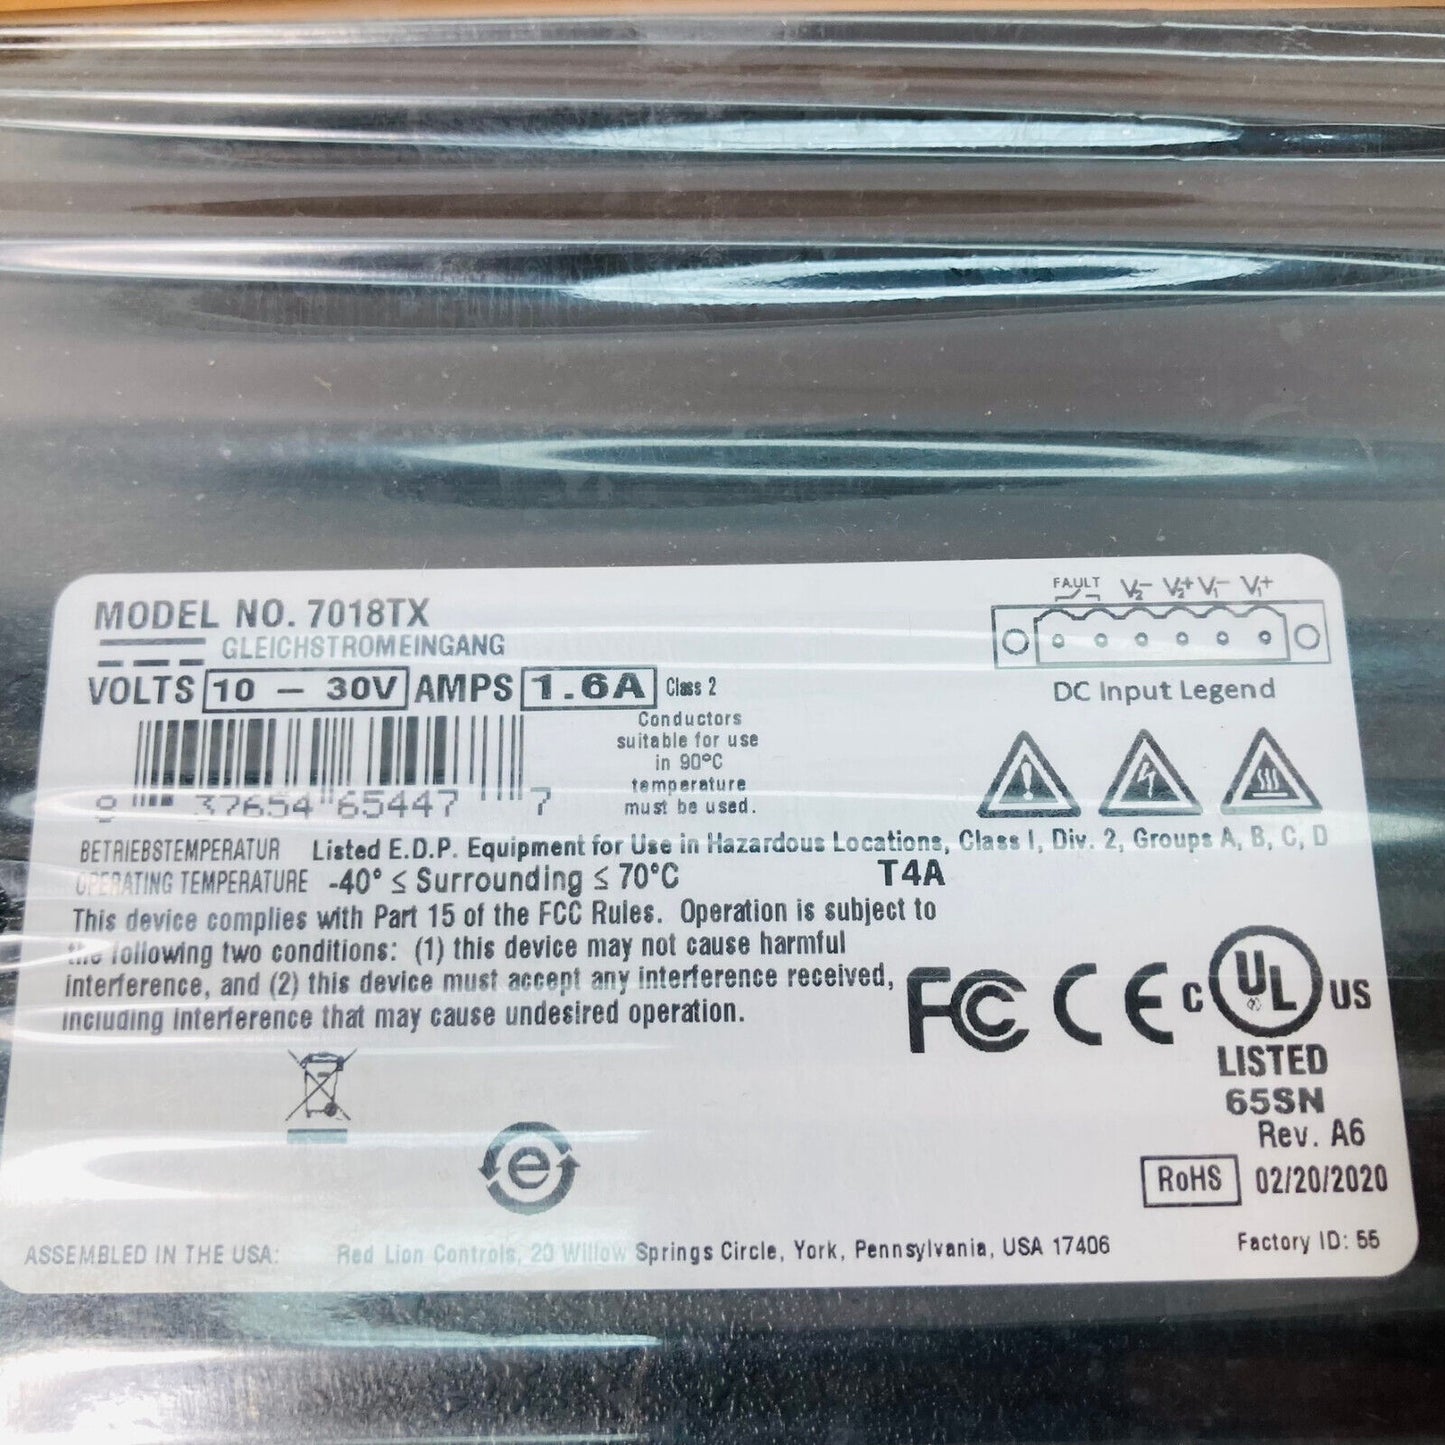 MODEL NO. 7018TX
GLEICHSTROMEINGANG
VOLTS 10 – 30V AMPS 1.6A Class 2
Conductors
suitable for use
in 90°C
temperature
must be used.
9 37654 65447 7
FAULT V2- V2+ V1- V1+
DC Input Legend
BETRIEBSTEMPERATUR Listed E.D.P. Equipment for Use in Hazardous Locations, Class I, Div. 2, Groups A, B, C, D
OPERATING TEMPERATURE -40° ≤ Surrounding ≤ 70°C T4A
This device complies with Part 15 of the FCC Rules. Operation is subject to
the following two conditions: (1) this device may not cause harmful
interference, and (2) this device must accept any interference received,
including interference that may cause undesired operation.
FC CE c UL US
LISTED
65SN
Rev. A6
RoHS 02/20/2020
e
ASSEMBLED IN THE USA: Red Lion Controls, 20 Willow Springs Circle, York, Pennsylvania, USA 17406
Factory ID: 55